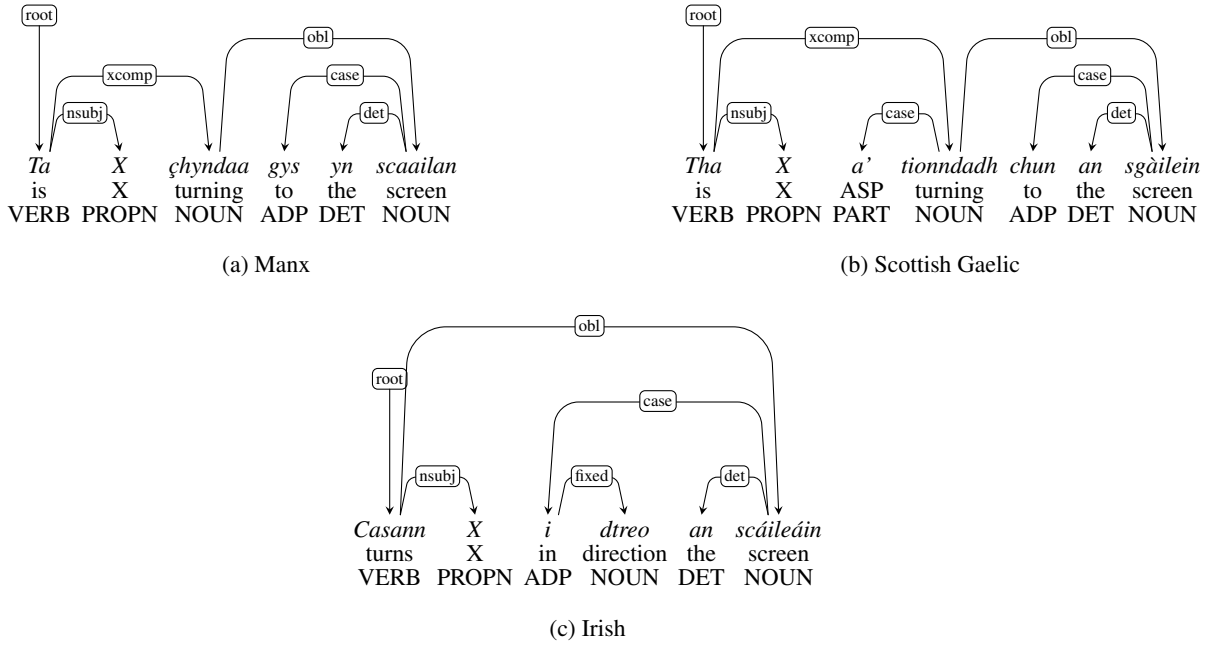 root
obl
xcomp
case
nsubj
det
Ta X çhyndaa gys yn scaailan
is X turning to the screen
VERB PROPN NOUN ADP DET NOUN
(a) Manx
root
xcomp
obl
case
nsubj
case
det
Tha X a’ tionndadh chun an sgàilein
is X ASP turning to the screen
VERB PROPN PART NOUN ADP DET NOUN
(b) Scottish Gaelic
obl
root
case
nsubj
fixed
det
Casann X i dtreo an scáileáin
turns X in direction the screen
VERB PROPN ADP NOUN DET NOUN
(c) Irish